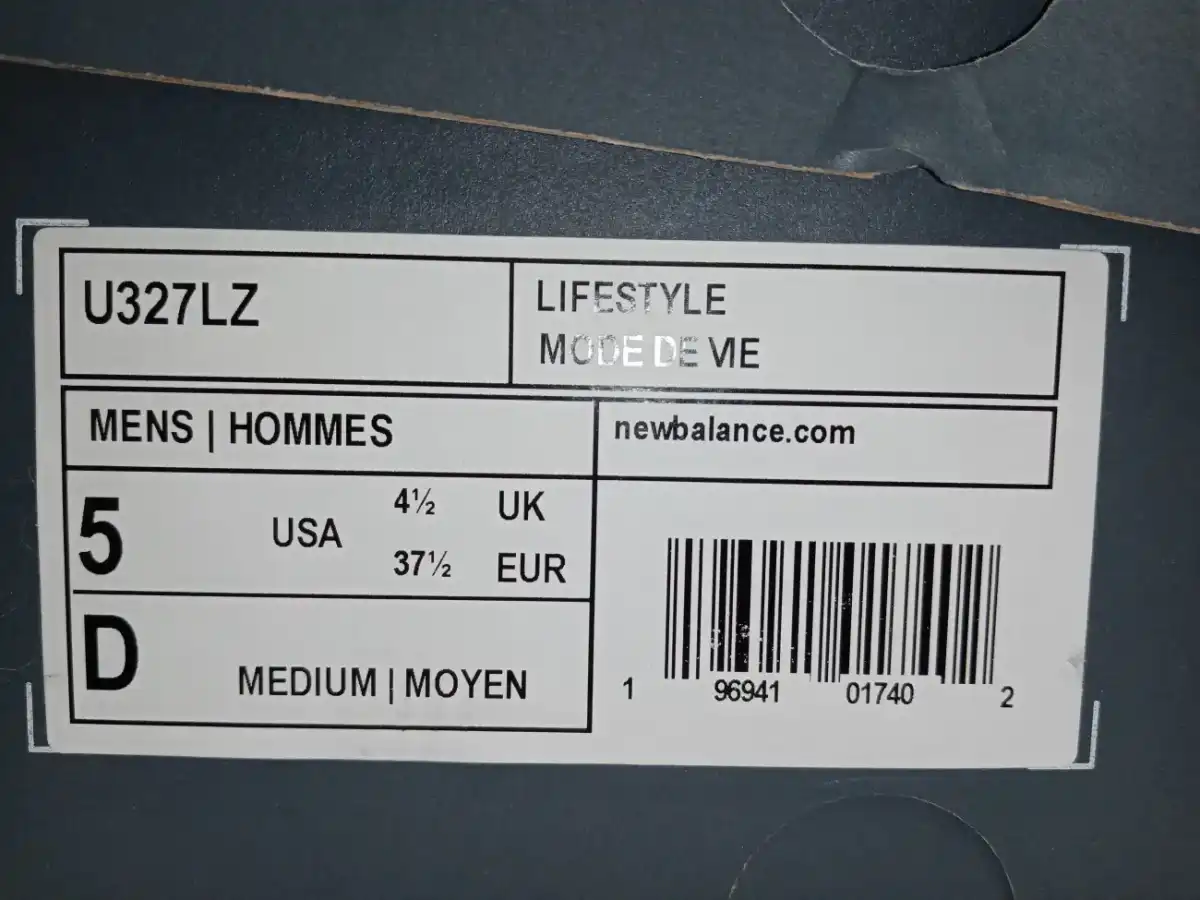 U327LZ
LIFESTYLE
MODE DE VIE
MENS | HOMMES
newbalance.com
5 USA 4½ UK
37½ EUR
D MEDIUM | MOYEN
1 96941 01740 2